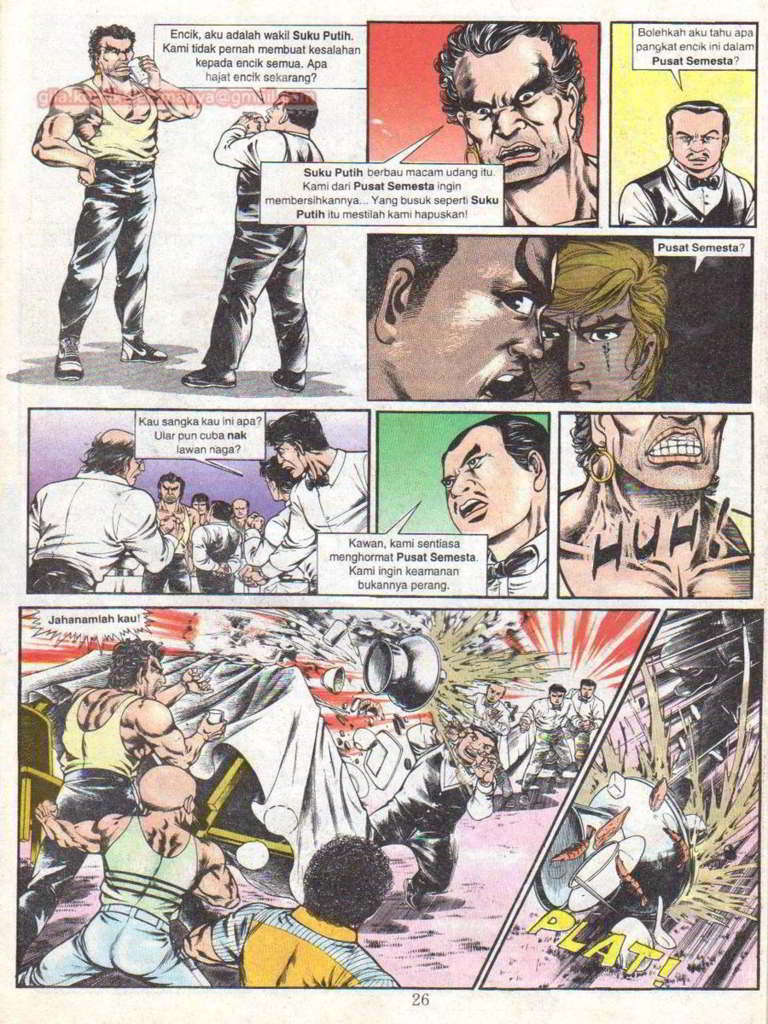 Encik, aku adalah wakil Suku Putih.
Kami tidak pernah membuat kesalahan
kepada encik semua. Apa
hajat encik sekarang?
Suku Putih berbau macam udang itu.
Kami dari Pusat Semesta ingin
membersihkannya... Yang busuk seperti Suku
Putih itu mestilah kami hapuskan!
Bolehkah aku tahu apa
pangkat encik ini dalam
Pusat Semesta?
Pusat Semesta?
Kau sangka kau ini apa?
Ular pun cuba nak
lawan naga?
Kawan, kami sentiasa
menghormat Pusat Semesta.
Kami ingin keamanan
bukannya perang.
HUHH
Jahanamlah kau!
PLAT!
26